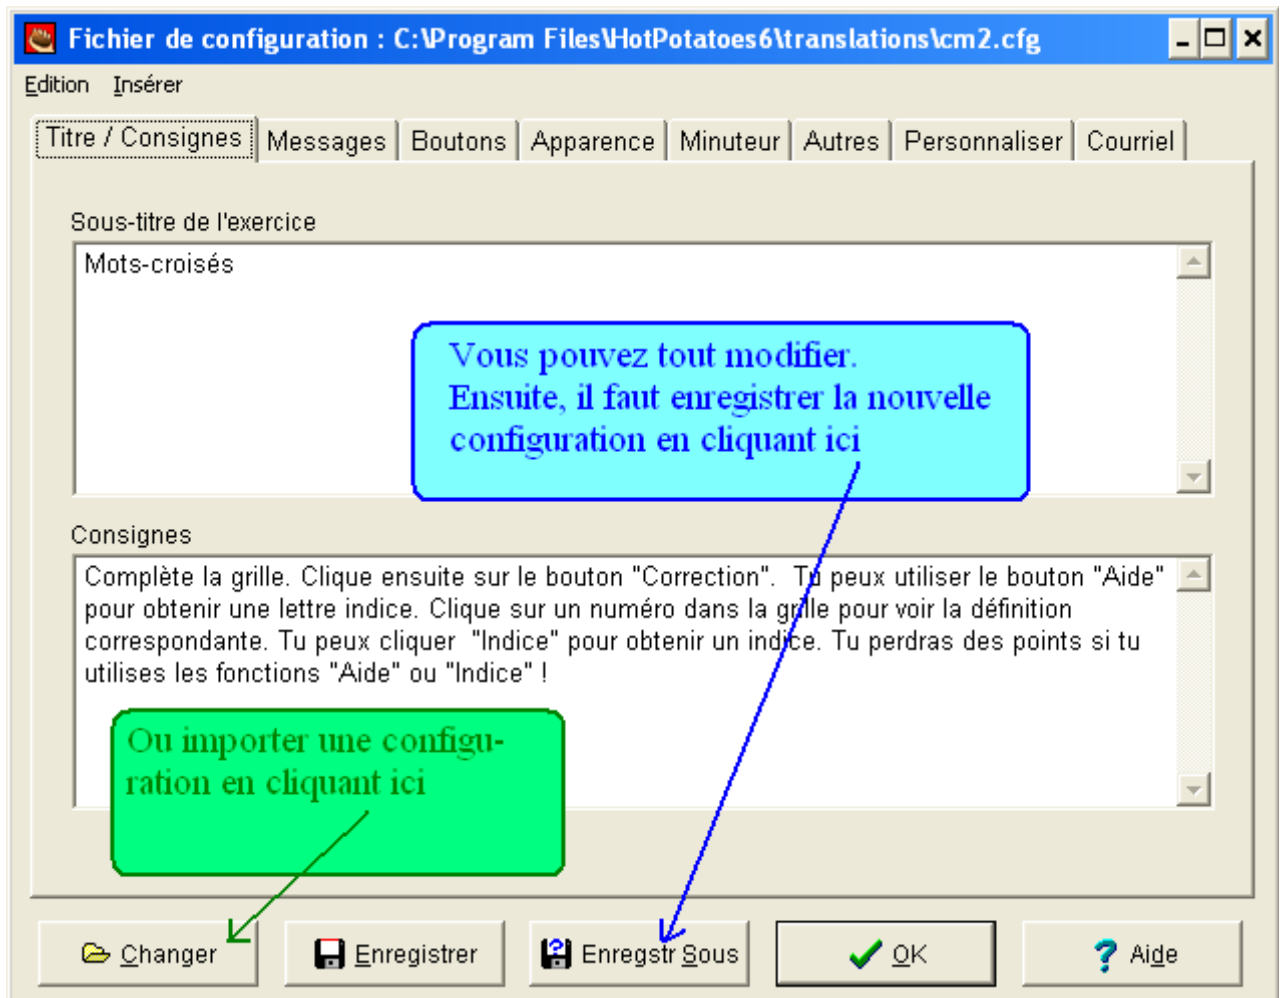 Fichier de configuration : C:\Program Files\HotPotatoes6\translations\cm2.cfg
Edition Insérer
Titre / Consignes Messages Boutons Apparence Minuteur Autres Personnaliser Courriel
Sous-titre de l'exercice
Mots-croisés
Vous pouvez tout modifier.
Ensuite, il faut enregistrer la nouvelle
configuration en cliquant ici
Consignes
Complète la grille. Clique ensuite sur le bouton "Correction". Tu peux utiliser le bouton "Aide"
pour obtenir une lettre indice. Clique sur un numéro dans la grille pour voir la définition
correspondante. Tu peux cliquer "Indice" pour obtenir un indice. Tu perdras des points si tu
utilises les fonctions "Aide" ou "Indice" !
Ou importer une configu-
ration en cliquant ici
Changer Enregistrer Enregstr Sous OK Aide